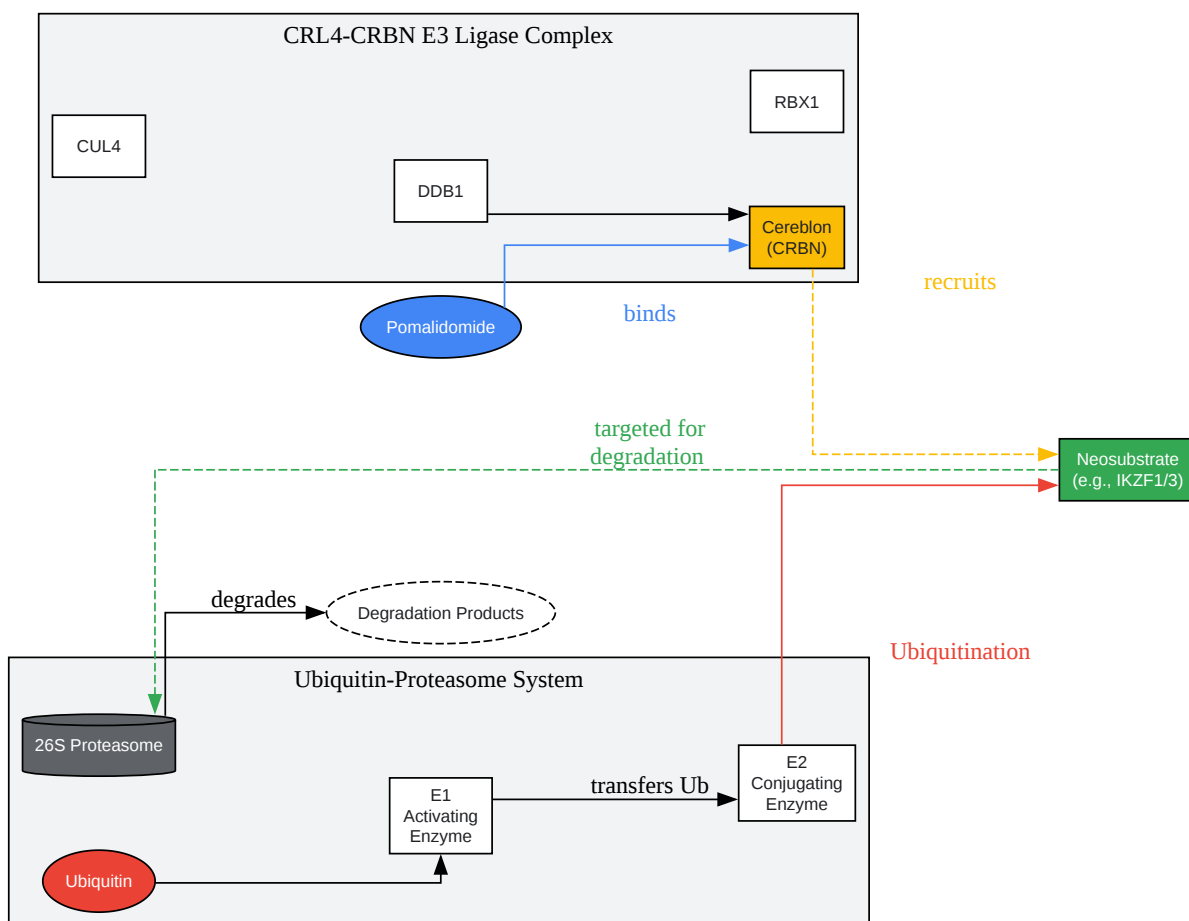 CRL4-CRBN E3 Ligase Complex
RBX1
CUL4
DDB1
Cereblon
(CRBN)
recruits
binds
Pomalidomide
targeted for
degradation
Neosubstrate
(e.g., IKZF1/3)
degrades
Degradation Products
Ubiquitination
Ubiquitin-Proteasome System
26S Proteasome
E2
Conjugating
Enzyme
transfers Ub
E1
Activating
Enzyme
Ubiquitin